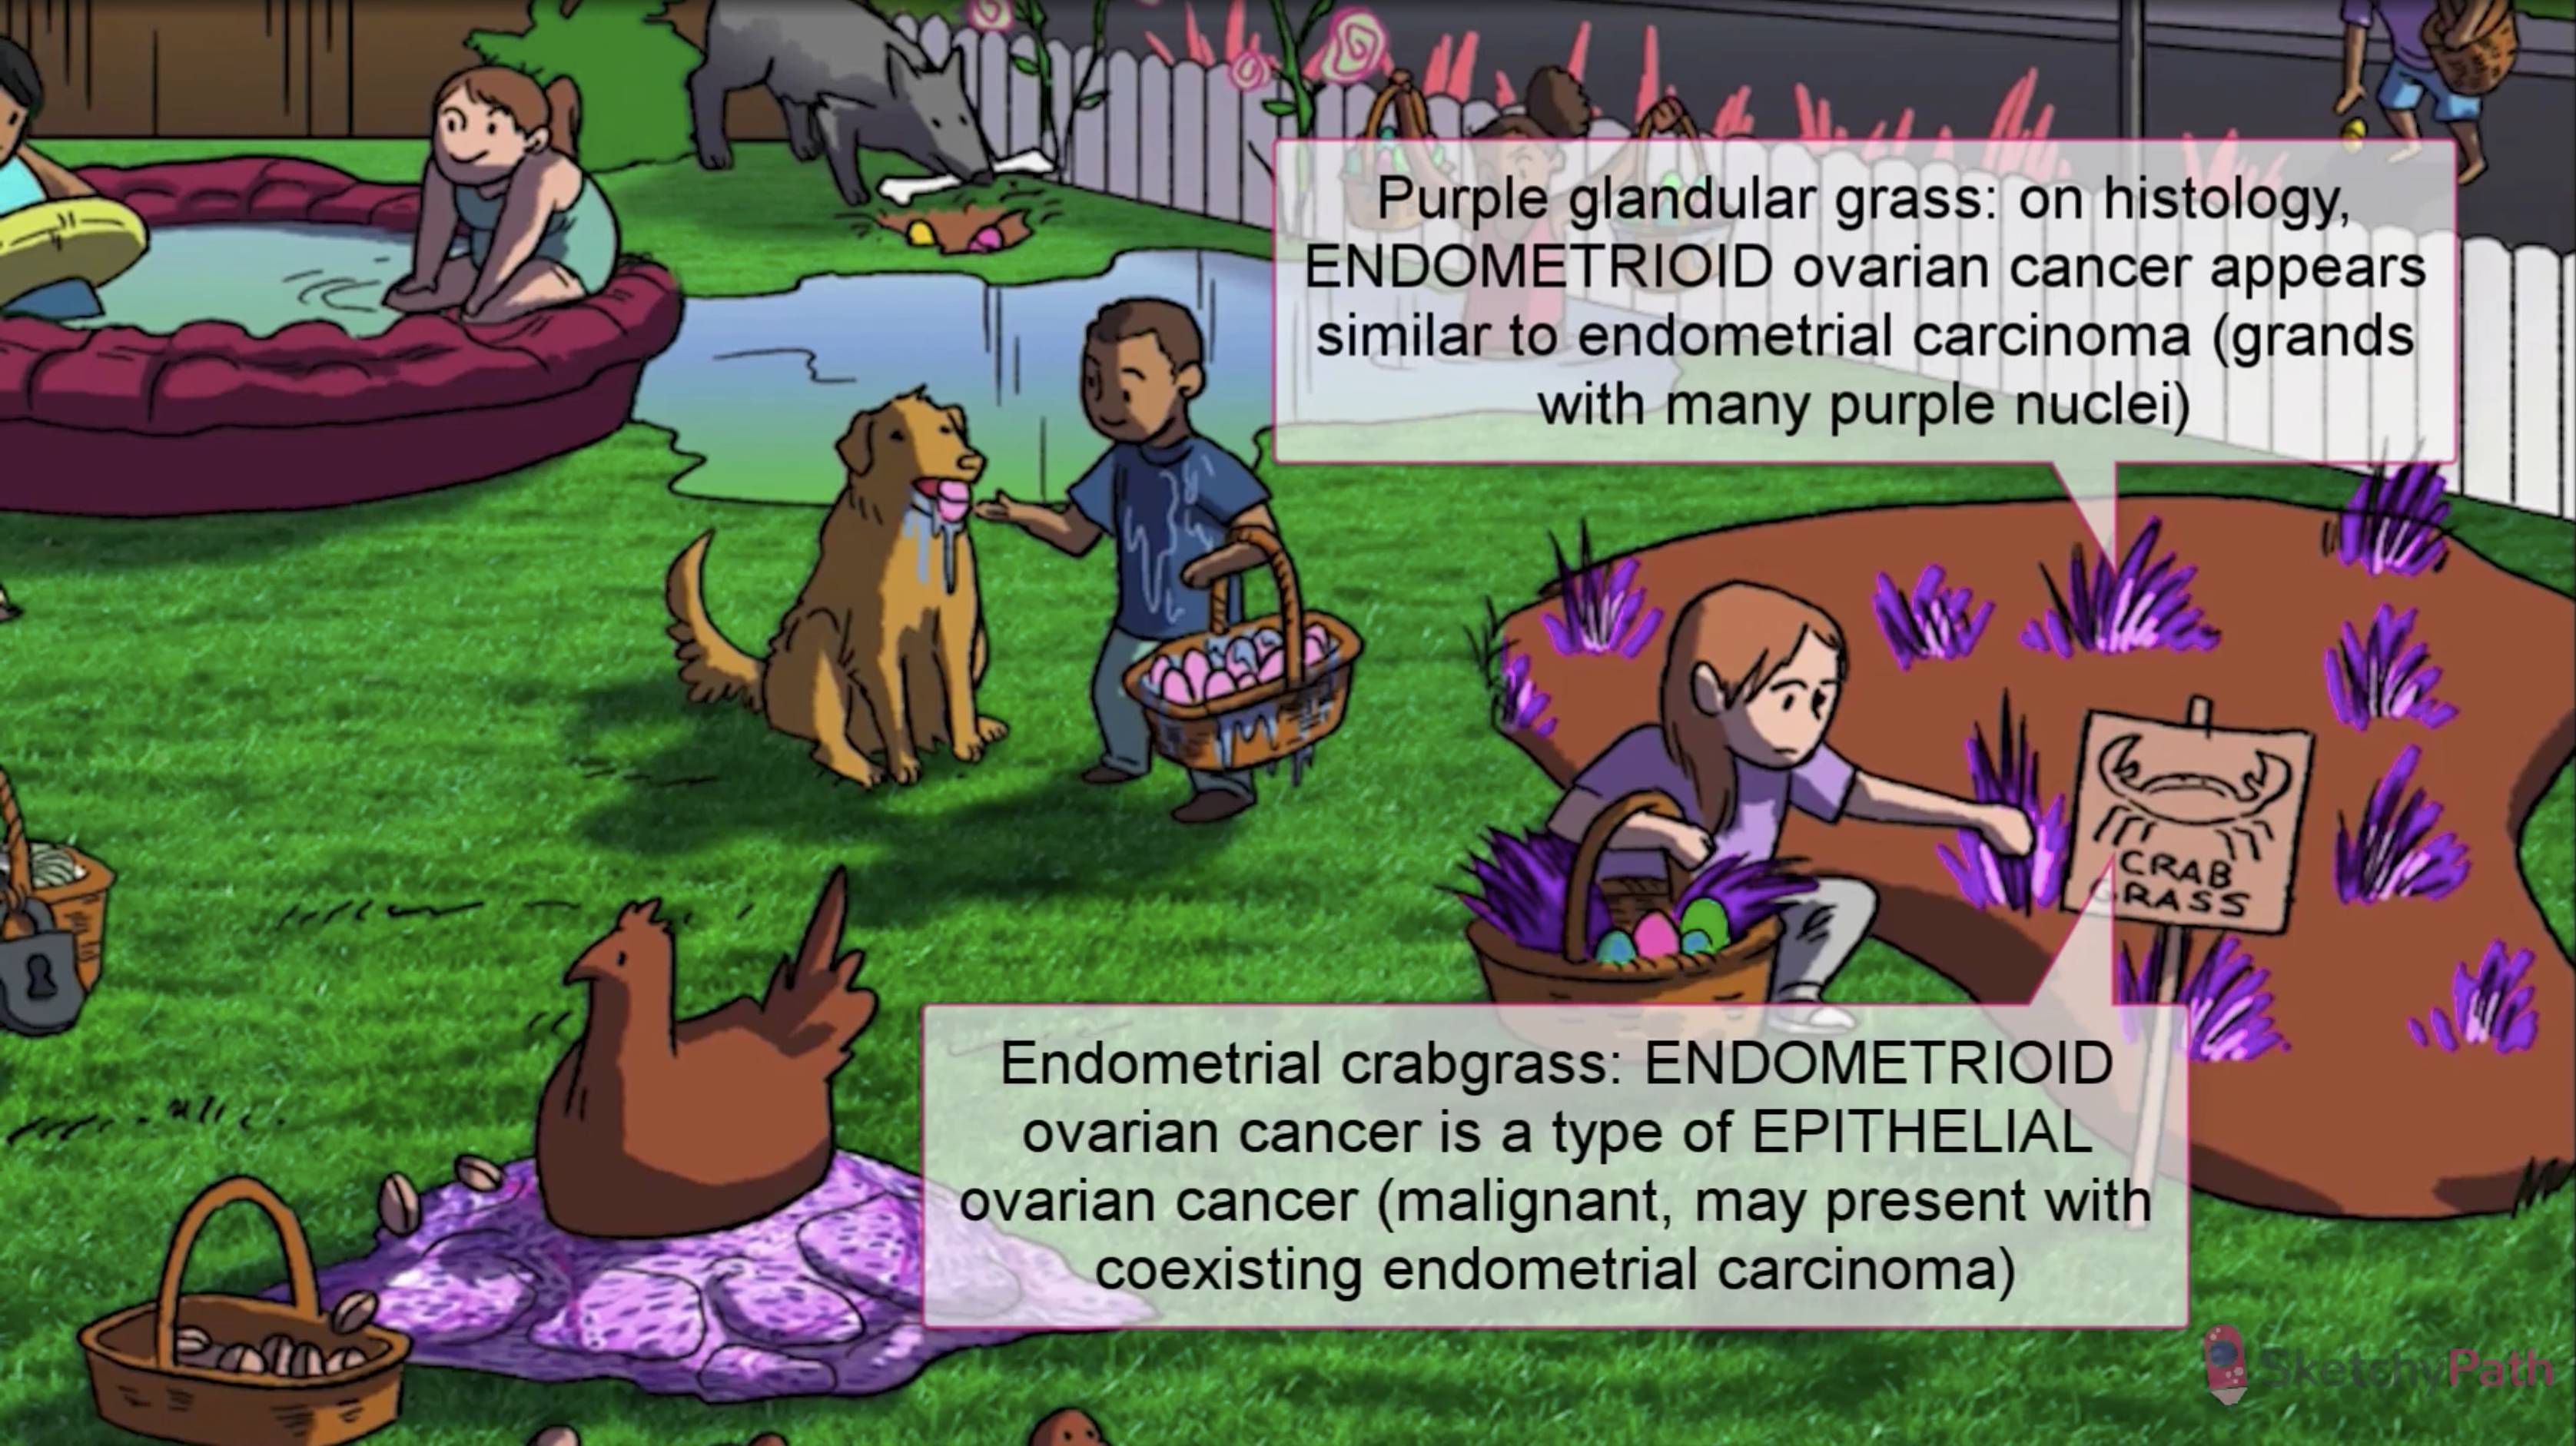 Purple glandular grass: on histology,
ENDOMETRIOID ovarian cancer appears
similar to endometrial carcinoma (grands
with many purple nuclei)
CRAB
GRASS
Endometrial crabgrass: ENDOMETRIOID
ovarian cancer is a type of EPITHELIAL
ovarian cancer (malignant, may present with
coexisting endometrial carcinoma)
SketchyPath